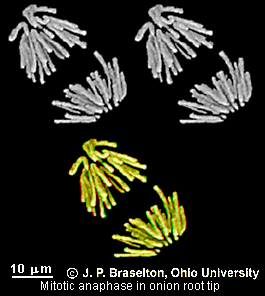 10 µm
© J. P. Braselton, Ohio University
Mitotic anaphase in onion root tip